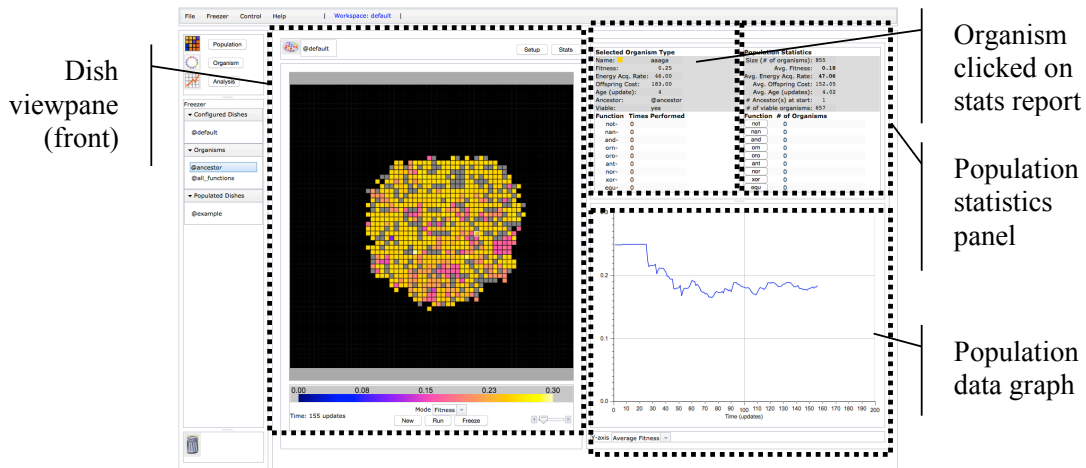 File Freezer Control Help | Workspace: default |
Population
Organism
Analysis
Freezer
Configured Dishes
@default
Organisms
@ancestor
@all_functions
Populated Dishes
@example
Dish
viewpane
(front)
@default Setup Stats
0.00 0.08 0.15 0.23 0.30
Mode Fitness
Time: 155 updates
New Run Freeze
Selected Organism Type
Name: aaaga
Fitness: 0.25
Energy Acq. Rate: 46.00
Offspring Cost: 183.00
Age (update): 4
Ancestor: @ancestor
Viable: yes
Function Times Performed
not- 0
nan- 0
and- 0
orn- 0
oro- 0
ant- 0
nor- 0
xor- 0
equ- 0
Population Statistics
Size (# of organisms): 855
Avg. Fitness: 0.18
Avg. Energy Acq. Rate: 47.06
Avg. Offspring Cost: 152.05
Avg. Age (updates): 4.02
# Ancestor(s) at start: 1
# of viable organisms: 657
Function # of Organisms
not 0
nan 0
and 0
orn 0
oro 0
ant 0
nor 0
xor 0
equ 0
0.2
0.1
0 10 20 30 40 50 60 70 80 90 100 110 120 130 140 150 160 170 180 190 200
Time (updates)
Y-axis Average Fitness
Organism
clicked on
stats report
Population
statistics
panel
Population
data graph